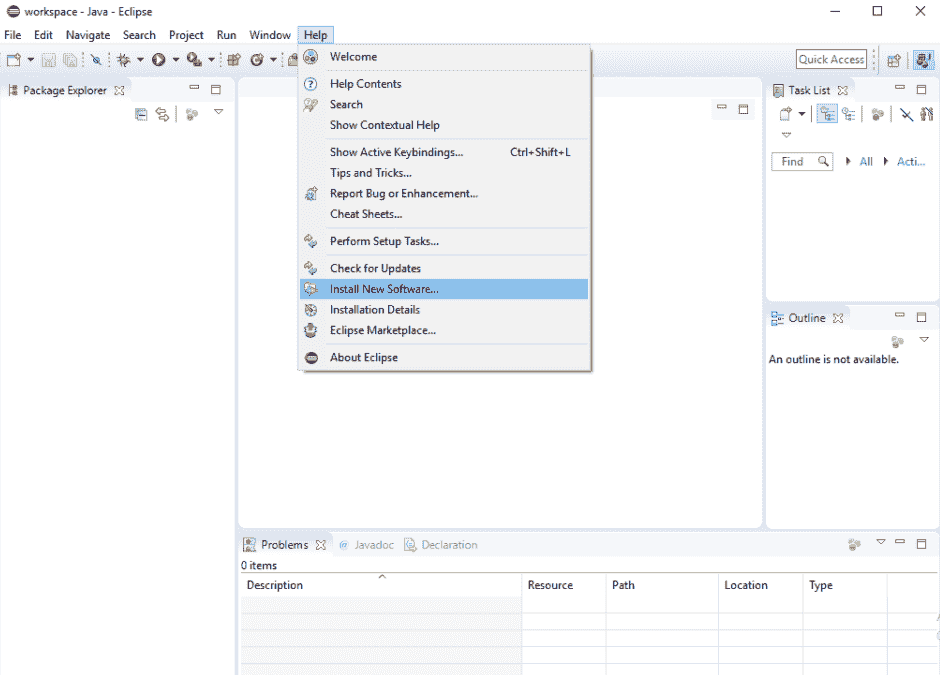 workspace - Java - Eclipse
File Edit Navigate Search Project Run Window Help
Quick Access
Package Explorer
Welcome
Help Contents
Search
Show Contextual Help
Show Active Keybindings... Ctrl+Shift+L
Tips and Tricks...
Report Bug or Enhancement...
Cheat Sheets...
Perform Setup Tasks...
Check for Updates
Install New Software...
Installation Details
Eclipse Marketplace...
About Eclipse
Task List
Find All Acti...
Outline
An outline is not available.
Problems @ Javadoc Declaration
0 items
Description Resource Path Location Type